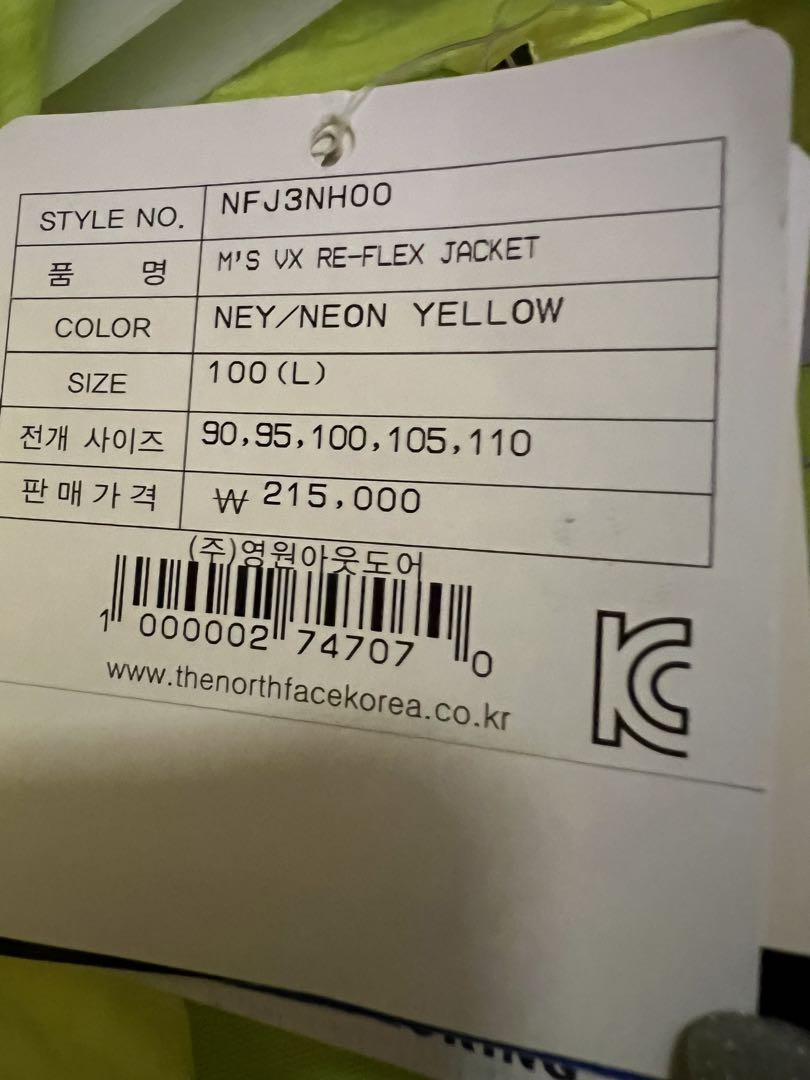 STYLE NO. NFJ3NH00
품 명 M'S VX RE-FLEX JACKET
COLOR NEY/NEON YELLOW
SIZE 100(L)
전개 사이즈 90,95,100,105,110
판매가격 ₩ 215,000
(주)영원아웃도어
1 000002 74707 0
www.thenorthfacekorea.co.kr